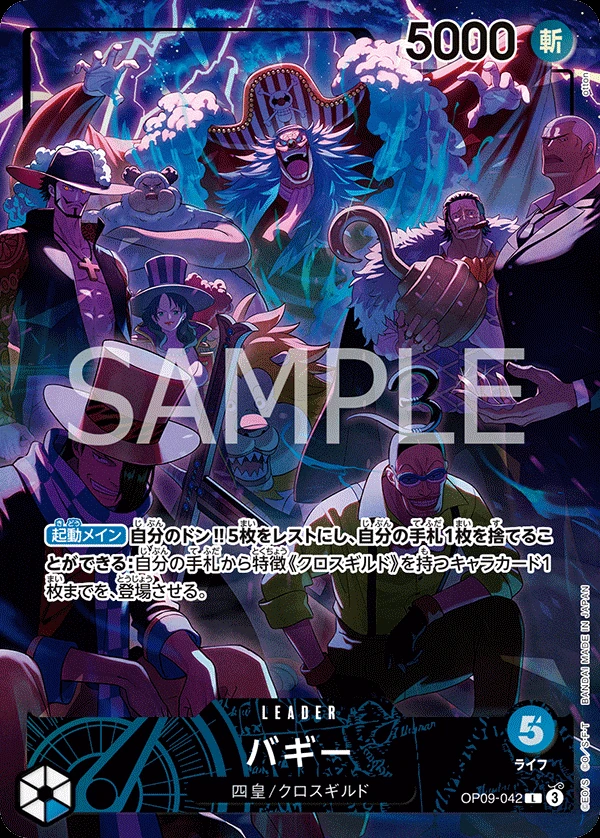 5000
斬
otton
SAMPLE
起動メイン 自分のドン!!5枚をレストにし、自分の手札1枚を捨てるこ
とができる:自分の手札から特徴《クロスギルド》を持つキャラカード1
枚までを、登場させる。
BANDAI MADE IN JAPAN
LEADER
バギー
四皇/クロスギルド
5
ライフ
OP09-042 L 3